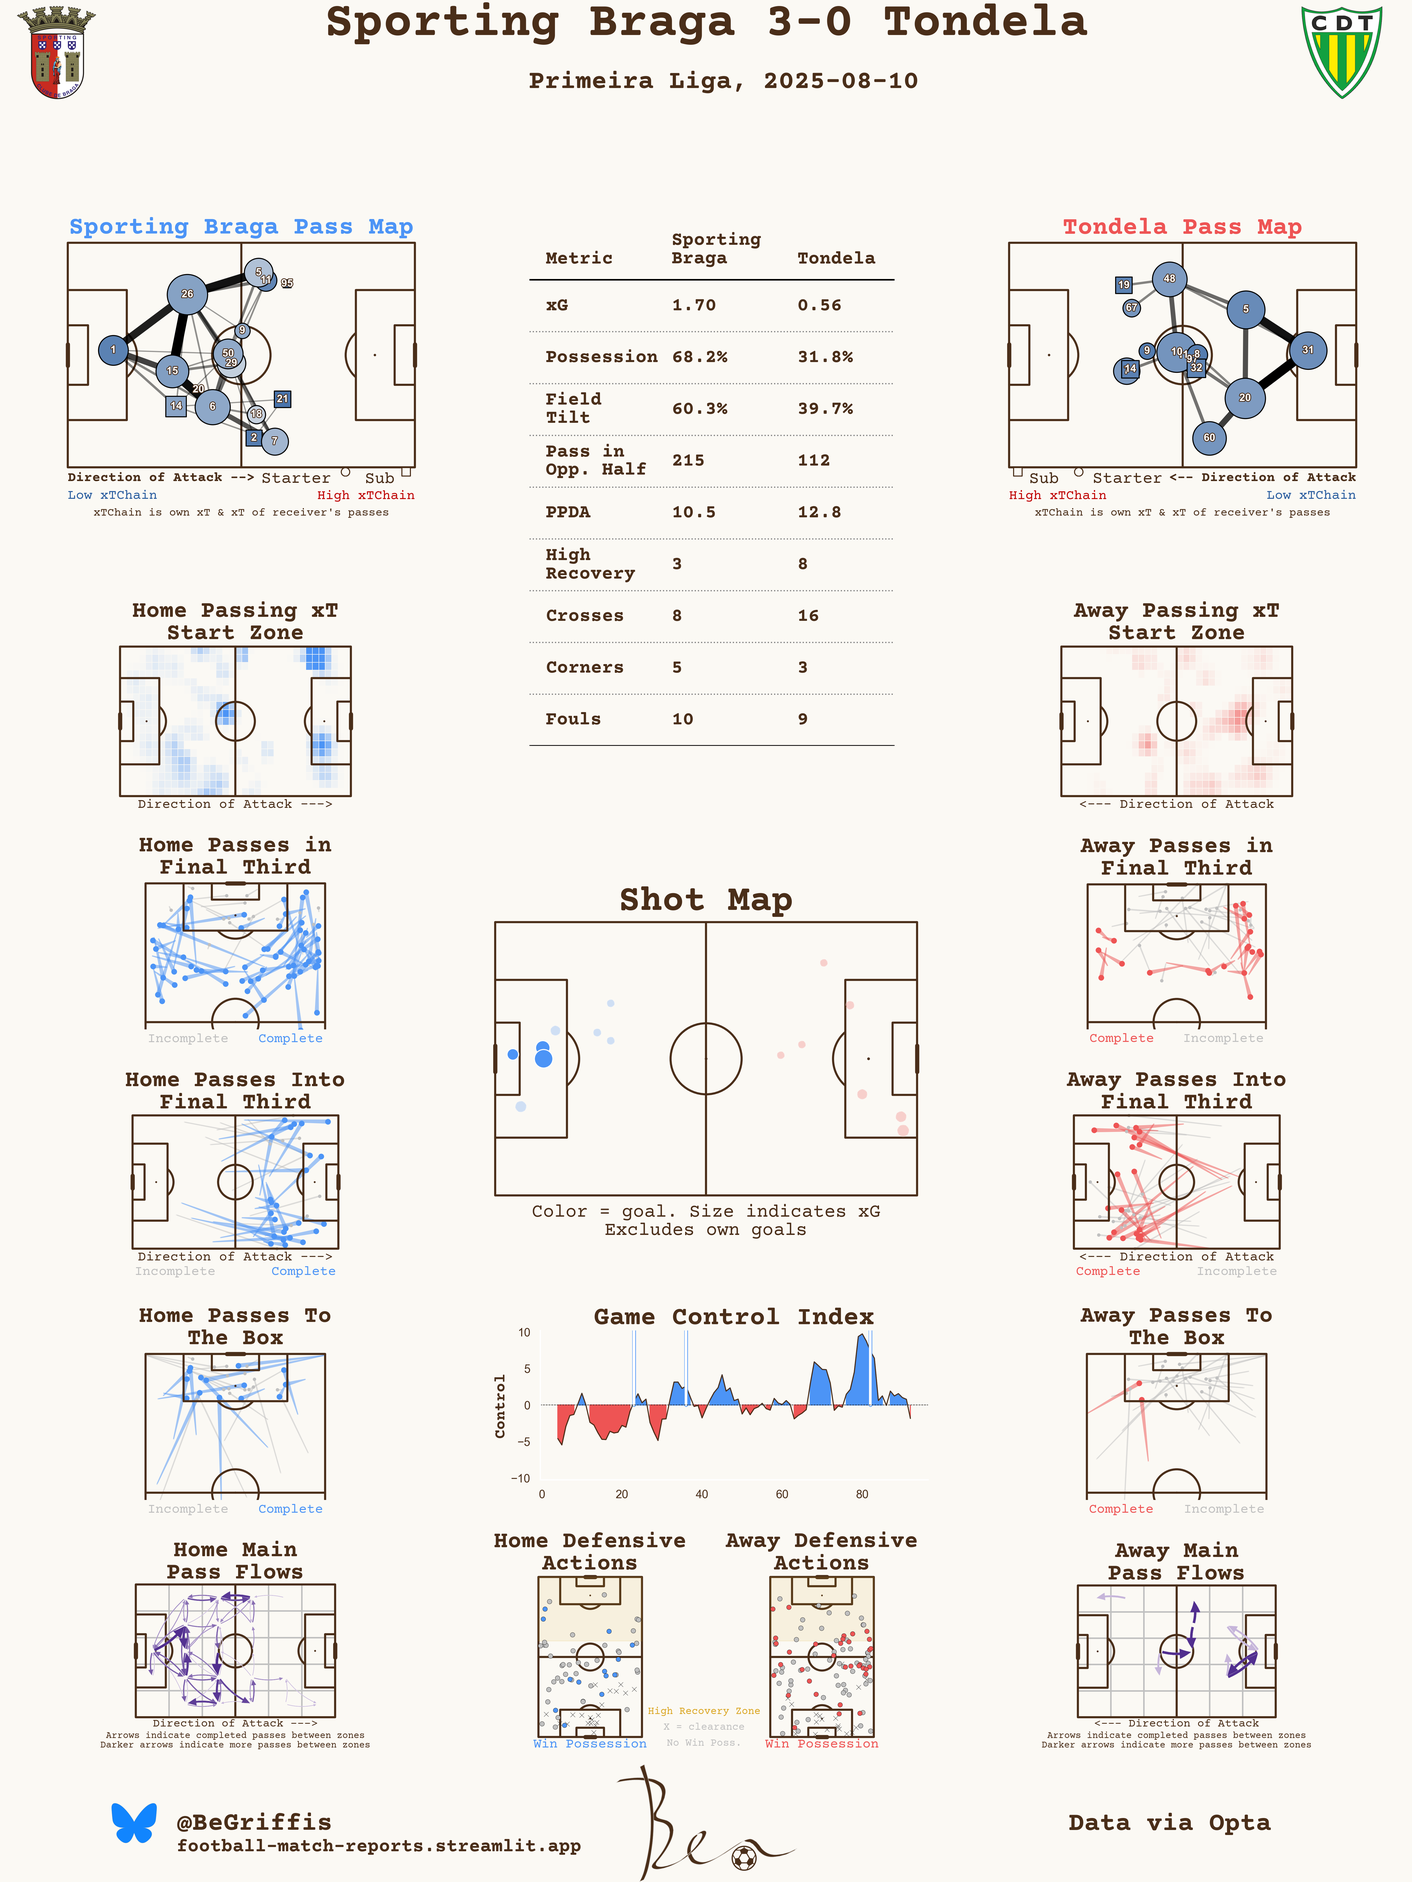 Sporting Braga 3-0 Tondela
Primeira Liga, 2025-08-10
SPORTING
CDT
Sporting Braga Pass Map
26
5
11
95
9
1
50
29
15
20
14
6
21
18
2
7
Direction of Attack --> Starter Sub
Low xTChain High xTChain
xTChain is own xT & xT of receiver's passes
Metric Sporting Braga Tondela
xG 1.70 0.56
Possession 68.2% 31.8%
Field Tilt 60.3% 39.7%
Pass in Opp. Half 215 112
PPDA 10.5 12.8
High Recovery 3 8
Crosses 8 16
Corners 5 3
Fouls 10 9
Tondela Pass Map
19
48
67
5
9
10
8
31
14
32
20
60
Sub Starter <-- Direction of Attack
High xTChain Low xTChain
xTChain is own xT & xT of receiver's passes
Home Passing xT
Start Zone
Direction of Attack --->
Away Passing xT
Start Zone
<--- Direction of Attack
Home Passes in
Final Third
Incomplete Complete
Away Passes in
Final Third
Complete Incomplete
Shot Map
Color = goal. Size indicates xG
Excludes own goals
Home Passes Into
Final Third
Direction of Attack --->
Incomplete Complete
Away Passes Into
Final Third
<--- Direction of Attack
Complete Incomplete
Home Passes To
The Box
Incomplete Complete
Game Control Index
Control
10
5
0
−5
−10
0 20 40 60 80
Away Passes To
The Box
Complete Incomplete
Home Main
Pass Flows
Direction of Attack --->
Arrows indicate completed passes between zones
Darker arrows indicate more passes between zones
Home Defensive
Actions
Win Possession
High Recovery Zone
X = clearance
No Win Poss.
Away Defensive
Actions
Win Possession
Away Main
Pass Flows
<--- Direction of Attack
Arrows indicate completed passes between zones
Darker arrows indicate more passes between zones
@BeGriffis
football-match-reports.streamlit.app
Ben
Data via Opta